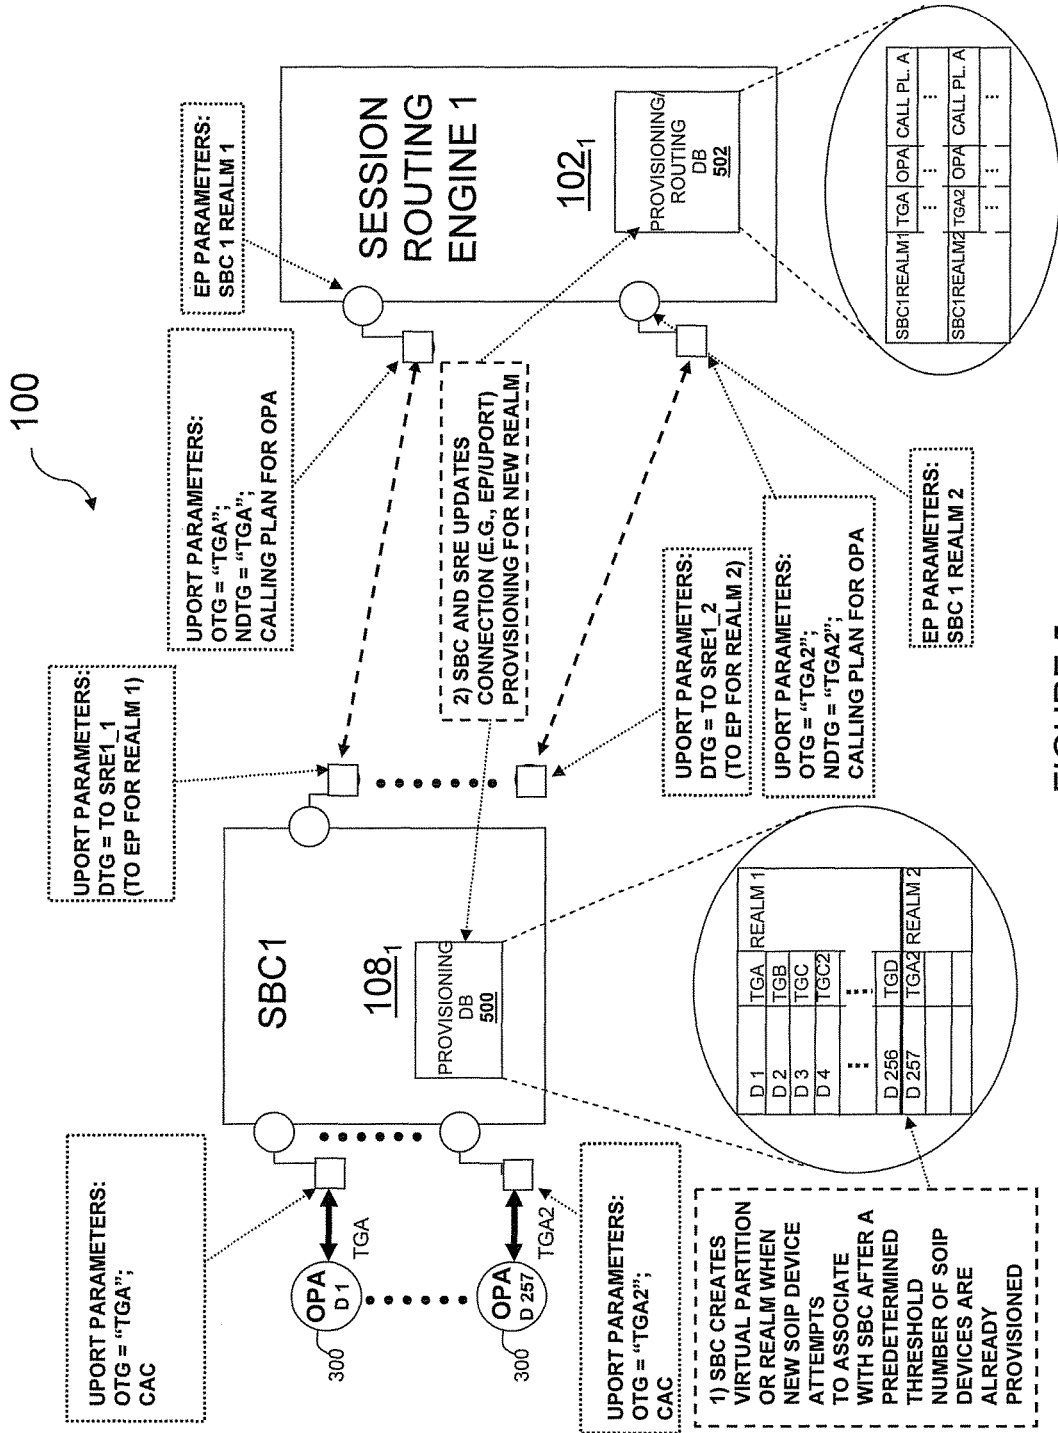 100
UPORT PARAMETERS:
OTG = "TGA";
CAC
UPORT PARAMETERS:
DTG = TO SRE1_1
(TO EP FOR REALM 1)
UPORT PARAMETERS:
OTG = "TGA";
NDTG = "TGA";
CALLING PLAN FOR OPA
EP PARAMETERS:
SBC 1 REALM 1
300
OPA
D 1
TGA
300
OPA
D 257
TGA2
SBC1
108₁
PROVISIONING
DB
500
2) SBC AND SRE UPDATES
CONNECTION (E.G., EP/UPORT)
PROVISIONING FOR NEW REALM
SESSION
ROUTING
ENGINE 1
102₁
PROVISIONING/
ROUTING
DB
502
UPORT PARAMETERS:
OTG = "TGA2";
CAC
UPORT PARAMETERS:
DTG = TO SRE1_2
(TO EP FOR REALM 2)
UPORT PARAMETERS:
OTG = "TGA2";
NDTG = "TGA2";
CALLING PLAN FOR OPA
EP PARAMETERS:
SBC 1 REALM 2
1) SBC CREATES
VIRTUAL PARTITION
OR REALM WHEN
NEW SOIP DEVICE
ATTEMPTS
TO ASSOCIATE
WITH SBC AFTER A
PREDETERMINED
THRESHOLD
NUMBER OF SOIP
DEVICES ARE
ALREADY
PROVISIONED
D 1 TGA REALM 1
D 2 TGB
D 3 TGC
D 4 TGC2
D 256 TGD
D 257 TGA2 REALM 2
SBC1 REALM1 TGA OPA CALL PL. A
SBC1 REALM2 TGA2 OPA CALL PL. A